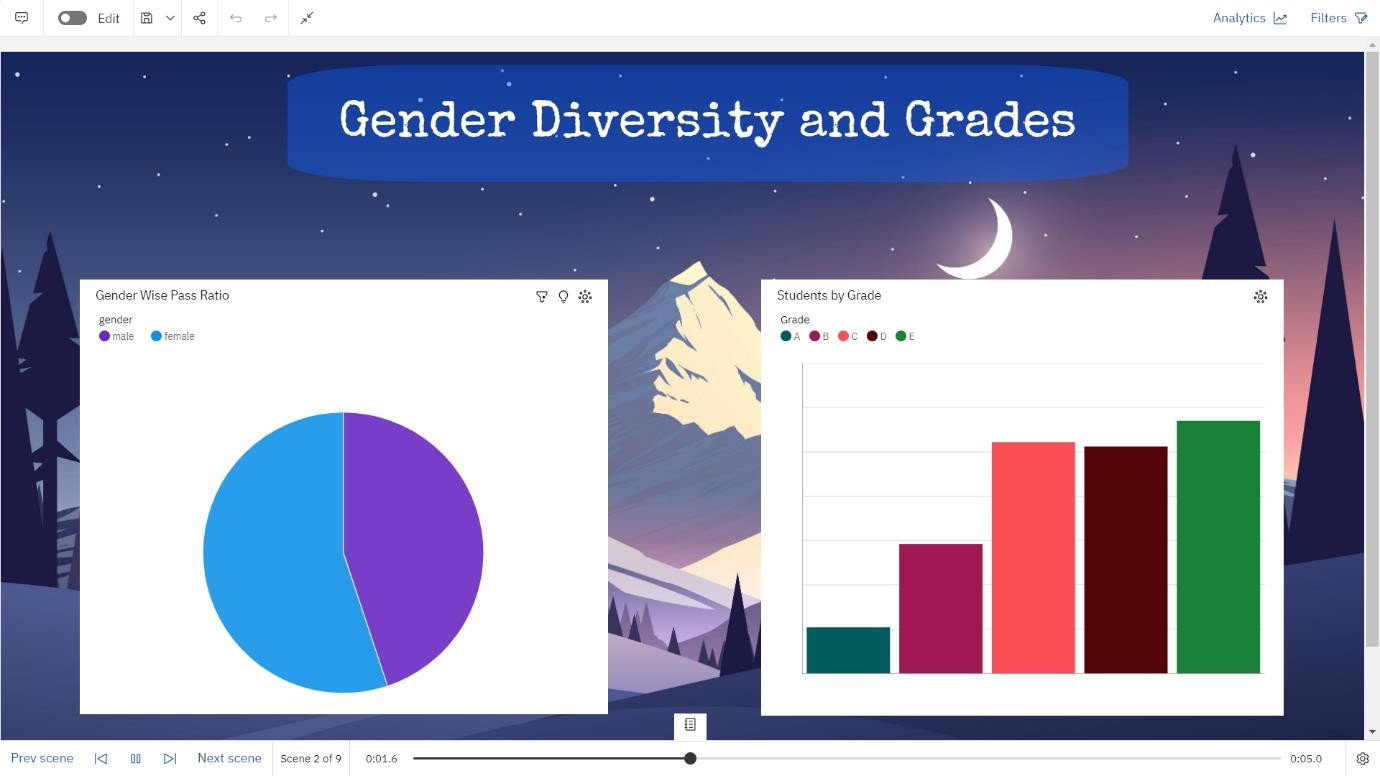 Edit
Analytics
Filters
Gender Diversity and Grades
Gender Wise Pass Ratio
gender
male female
Students by Grade
Grade
A B C D E
Prev scene
Next scene
Scene 2 of 9
0:01.6
0:05.0